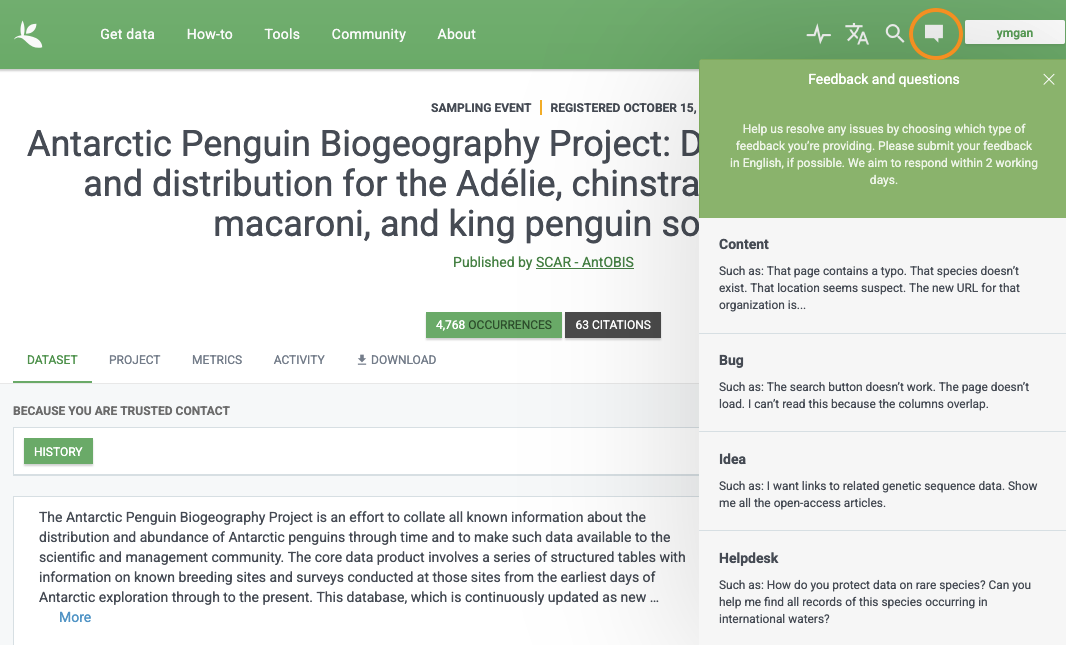 Get data How-to Tools Community About ymgan
SAMPLING EVENT REGISTERED OCTOBER 15,
Antarctic Penguin Biogeography Project: D
and distribution for the Adélie, chinstra
macaroni, and king penguin so
Published by SCAR - AntOBIS
4,768 OCCURRENCES 63 CITATIONS
DATASET PROJECT METRICS ACTIVITY DOWNLOAD
BECAUSE YOU ARE TRUSTED CONTACT
HISTORY
The Antarctic Penguin Biogeography Project is an effort to collate all known information about the
distribution and abundance of Antarctic penguins through time and to make such data available to the
scientific and management community. The core data product involves a series of structured tables with
information on known breeding sites and surveys conducted at those sites from the earliest days of
Antarctic exploration through to the present. This database, which is continuously updated as new ...
More
Feedback and questions
Help us resolve any issues by choosing which type of
feedback you’re providing. Please submit your feedback
in English, if possible. We aim to respond within 2 working
days.
Content
Such as: That page contains a typo. That species doesn’t
exist. That location seems suspect. The new URL for that
organization is...
Bug
Such as: The search button doesn’t work. The page doesn’t
load. I can’t read this because the columns overlap.
Idea
Such as: I want links to related genetic sequence data. Show
me all the open-access articles.
Helpdesk
Such as: How do you protect data on rare species? Can you
help me find all records of this species occurring in
international waters?